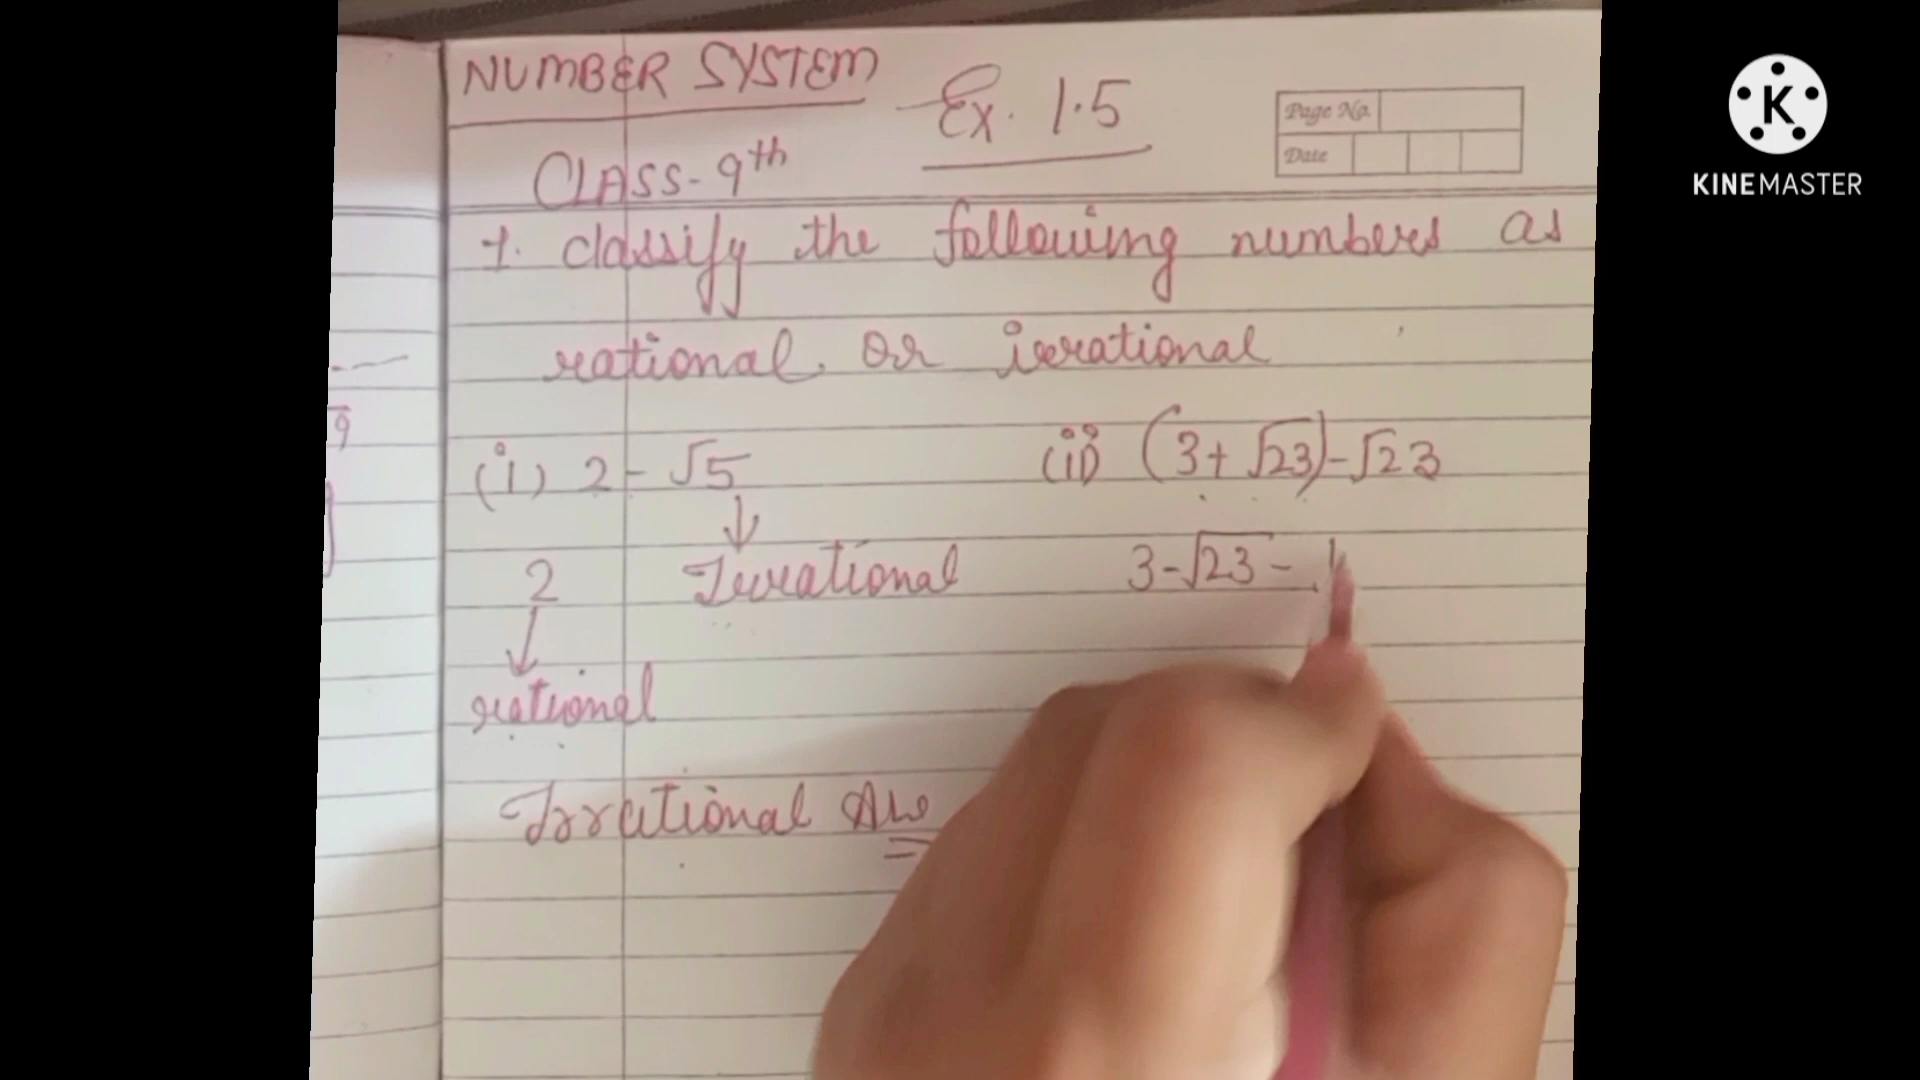 NUMBER SYSTEM
Ex. 1.5
Page No.
Date
CLASS-9th
1. classify the following numbers as
rational or irrational
(i) 2-√5
(ii) (3+√23)-√23
2
Irrational
3-√23-
rational
Irrational Ans
9
K
KINEMASTER